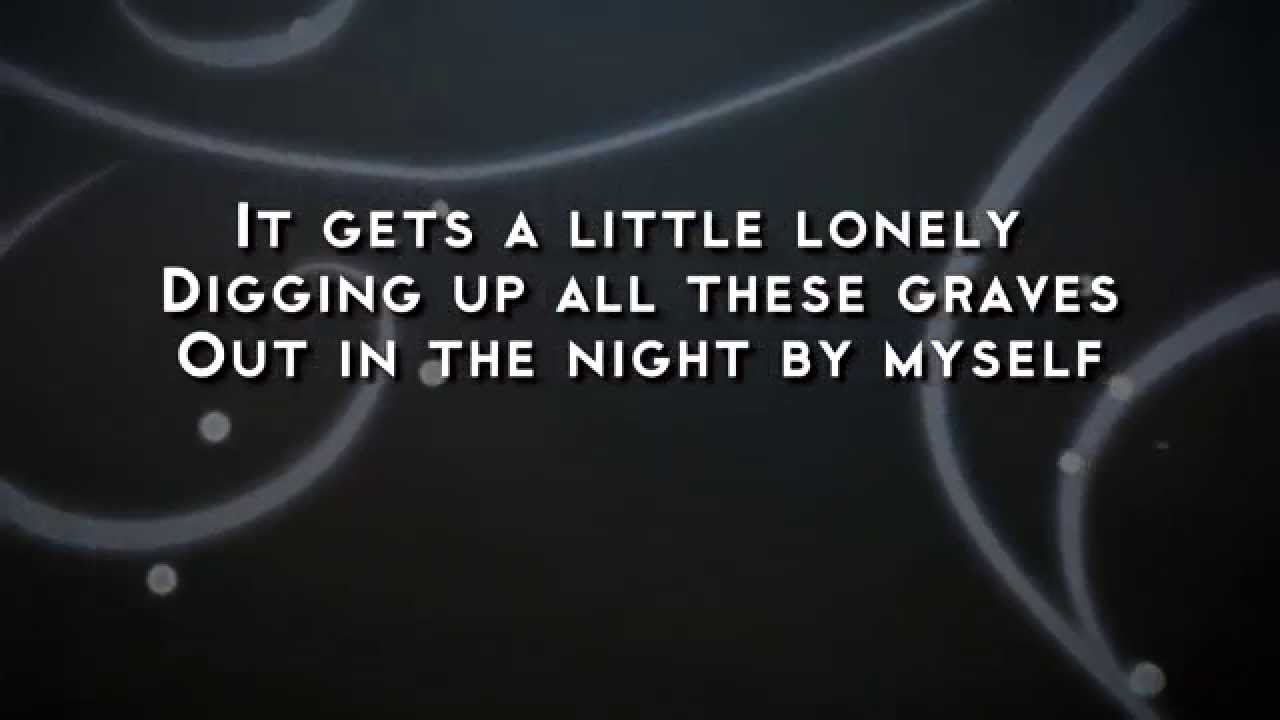 It gets a little lonely
Digging up all these graves
Out in the night by myself